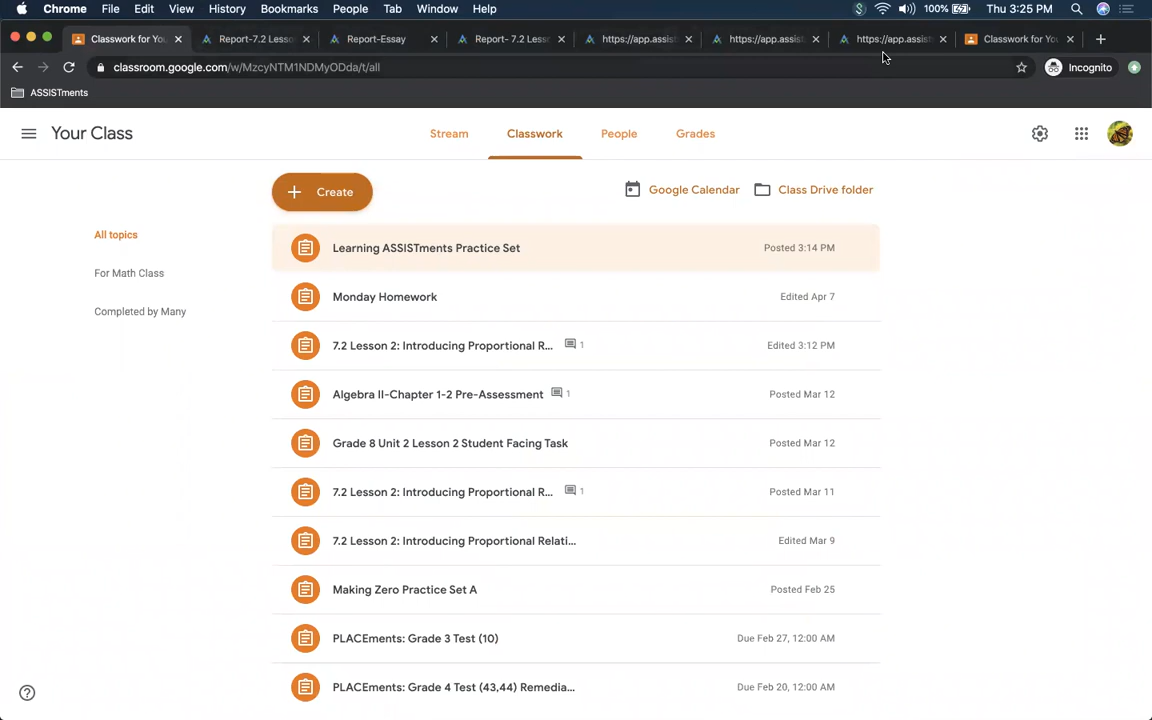 Chrome File Edit View History Bookmarks People Tab Window Help 100% Thu 3:25 PM
Classwork for You Report-7.2 Lesso Report-Essay Report- 7.2 Less https://app.assist https://app.assist https://app.assist Classwork for You
classroom.google.com/w/MzcyNTM1NDMyODda/t/all Incognito
ASSISTments
Your Class Stream Classwork People Grades
Create Google Calendar Class Drive folder
All topics
For Math Class
Completed by Many
Learning ASSISTments Practice Set Posted 3:14 PM
Monday Homework Edited Apr 7
7.2 Lesson 2: Introducing Proportional R... 1 Edited 3:12 PM
Algebra II-Chapter 1-2 Pre-Assessment 1 Posted Mar 12
Grade 8 Unit 2 Lesson 2 Student Facing Task Posted Mar 12
7.2 Lesson 2: Introducing Proportional R... 1 Posted Mar 11
7.2 Lesson 2: Introducing Proportional Relati... Edited Mar 9
Making Zero Practice Set A Posted Feb 25
PLACEments: Grade 3 Test (10) Due Feb 27, 12:00 AM
PLACEments: Grade 4 Test (43,44) Remedia... Due Feb 20, 12:00 AM